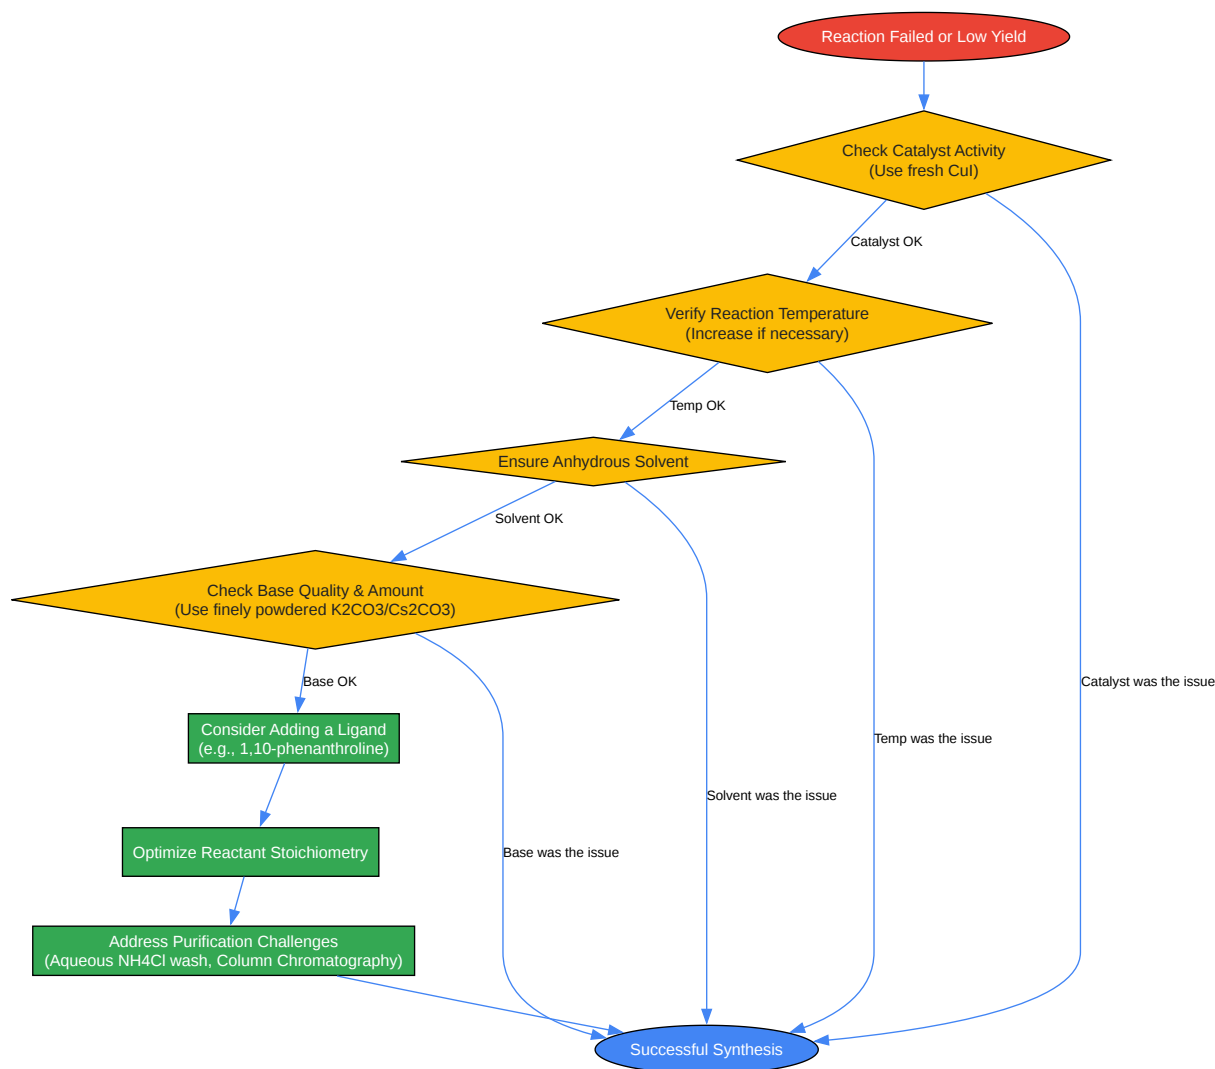 Reaction Failed or Low Yield
Check Catalyst Activity
(Use fresh CuI)
Catalyst OK
Verify Reaction Temperature
(Increase if necessary)
Temp OK
Ensure Anhydrous Solvent
Solvent OK
Check Base Quality & Amount
(Use finely powdered K2CO3/Cs2CO3)
Base OK
Catalyst was the issue
Consider Adding a Ligand
(e.g., 1,10-phenanthroline)
Temp was the issue
Solvent was the issue
Optimize Reactant Stoichiometry
Base was the issue
Address Purification Challenges
(Aqueous NH4Cl wash, Column Chromatography)
Successful Synthesis